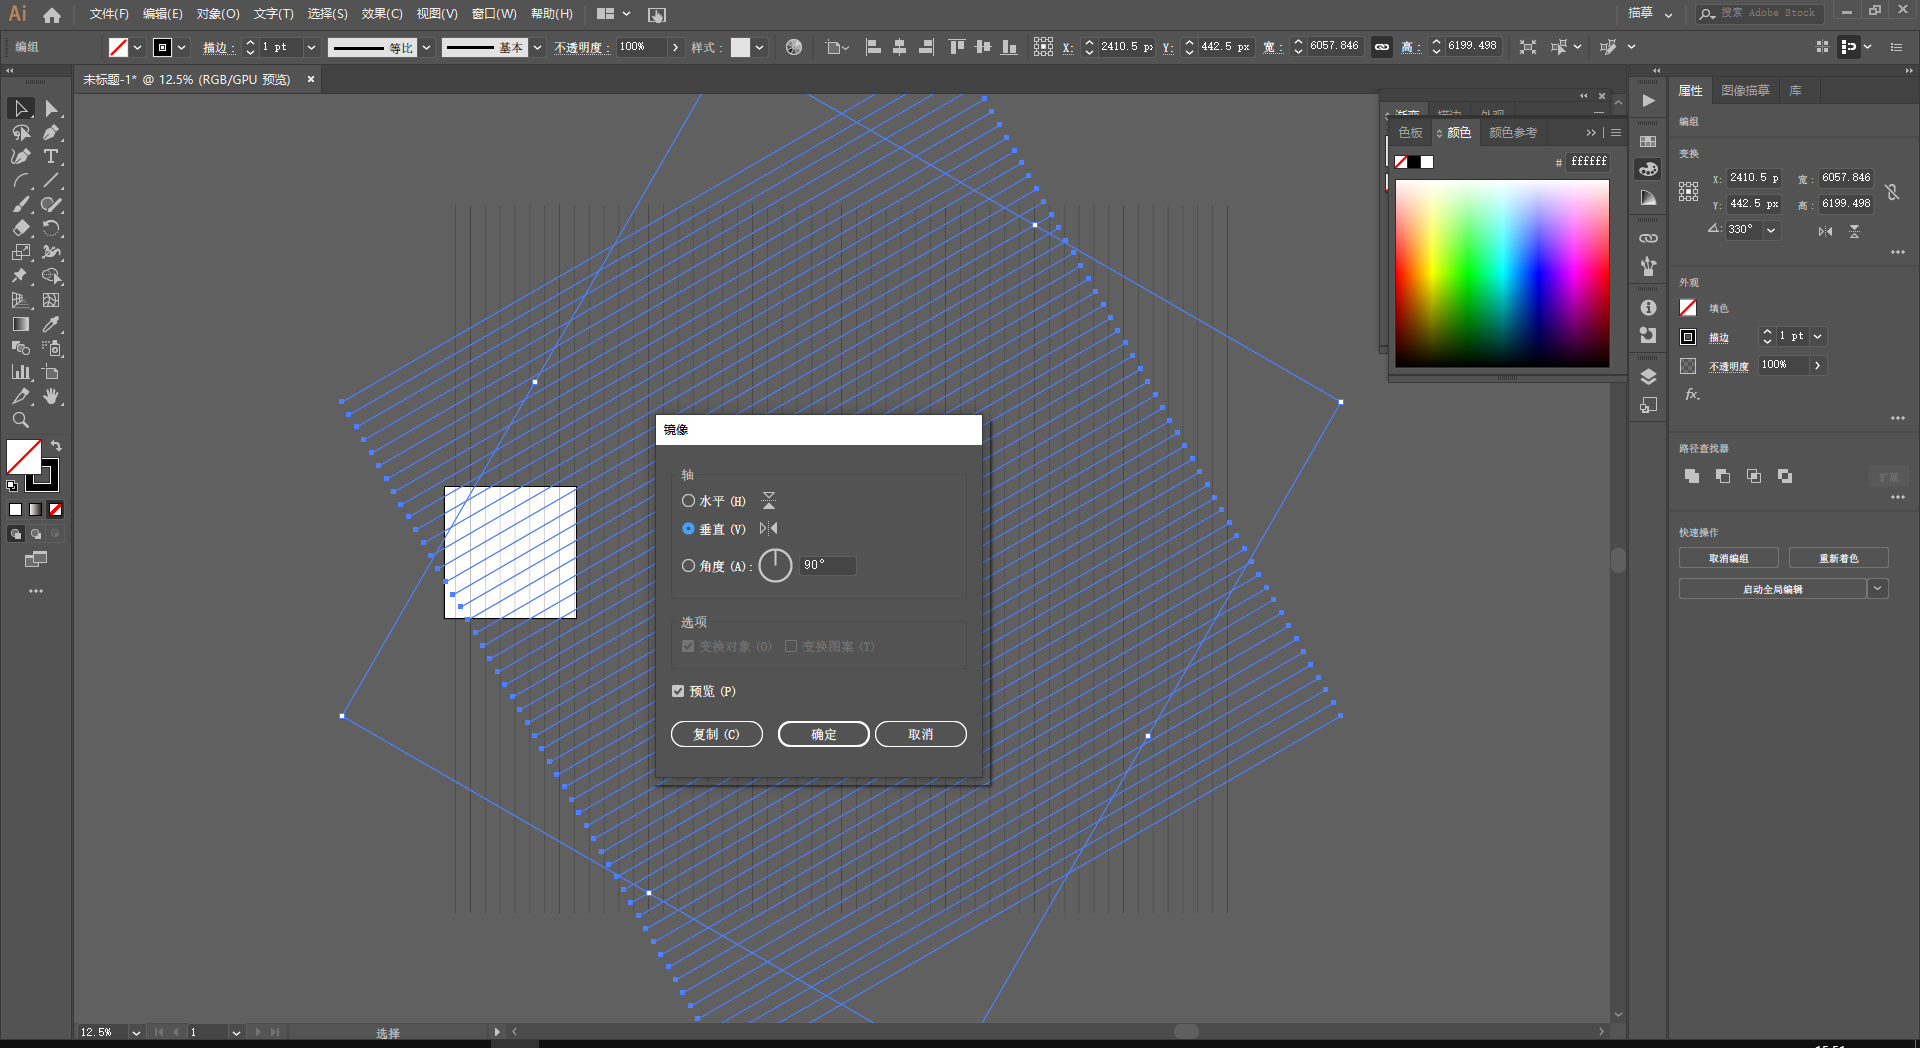 Ai 文件(F) 编辑(E) 对象(O) 文字(T) 选择(S) 效果(C) 视图(V) 窗口(W) 帮助(H) 描摹 搜索 Adobe Stock
编组 描边: 1 pt 等比 基本 不透明度: 100% 样式: X: 2410.5 px Y: 442.5 px 宽: 6057.846 高: 6199.498
未标题-1* @ 12.5% (RGB/GPU 预览) ×
渐变 描边 外观
色板 颜色 颜色参考
# ffffff
属性 图像描摹 库
编组
变换
X: 2410.5 p 宽: 6057.846
Y: 442.5 px 高: 6199.498
330°
外观
填色
描边 1 pt
不透明度 100%
fx.
路径查找器
扩展
快速操作
取消编组 重新着色
启动全局编辑
镜像
轴
水平 (H)
垂直 (V)
角度 (A): 90°
选项
变换对象 (O) 变换图案 (T)
预览 (P)
复制 (C) 确定 取消
12.5% 1 选择